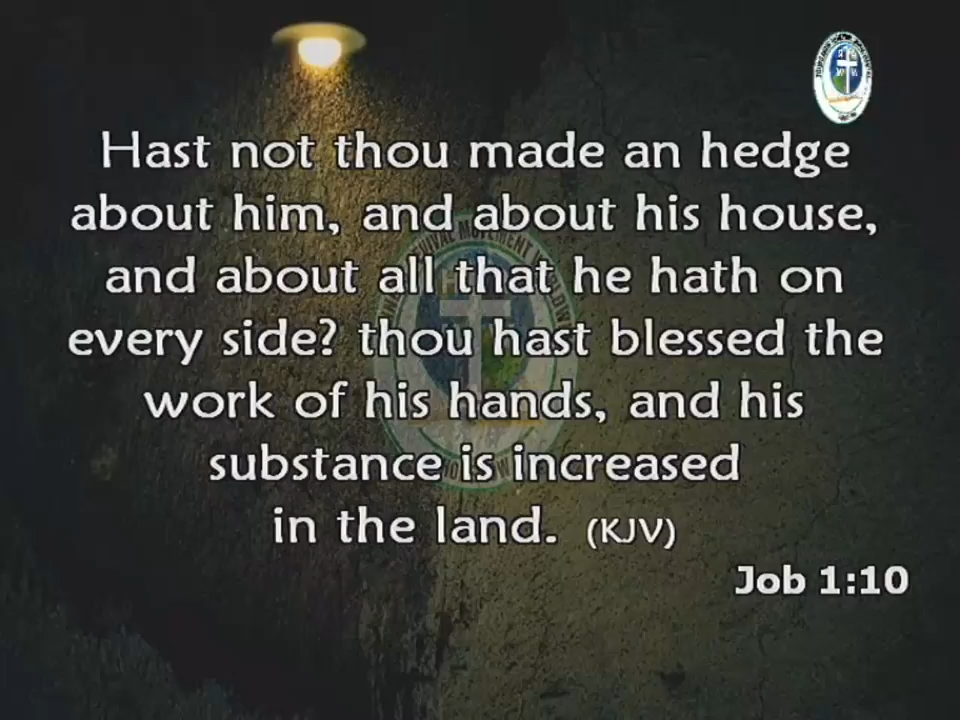 Hast not thou made an hedge
about him, and about his house,
and about all that he hath on
every side? thou hast blessed the
work of his hands, and his
substance is increased
in the land. (KJV)
Job 1:10